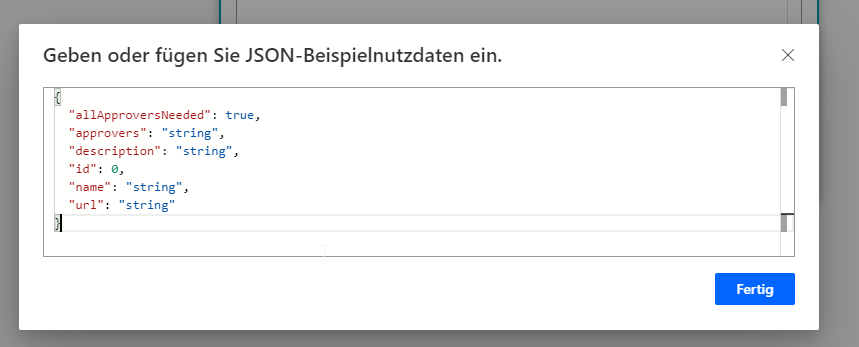 Geben oder fügen Sie JSON-Beispielnutzdaten ein.
{
"allApproversNeeded": true,
"approvers": "string",
"description": "string",
"id": 0,
"name": "string",
"url": "string"
}
Fertig